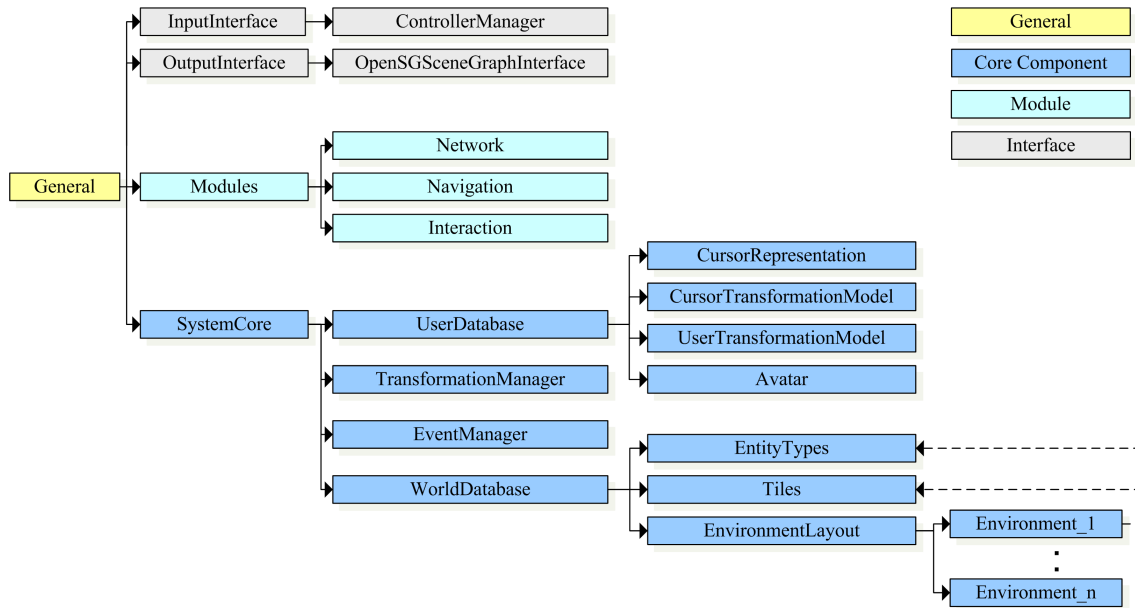 InputInterface
ControllerManager
General
OutputInterface
OpenSGSceneGraphInterface
Core Component
Module
Network
Interface
General
Modules
Navigation
Interaction
CursorRepresentation
CursorTransformationModel
SystemCore
UserDatabase
UserTransformationModel
TransformationManager
Avatar
EventManager
EntityTypes
WorldDatabase
Tiles
EnvironmentLayout
Environment_1
Environment_n